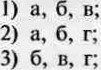 1) а, б, в;
2) а, б, г;
3) б, в, г;